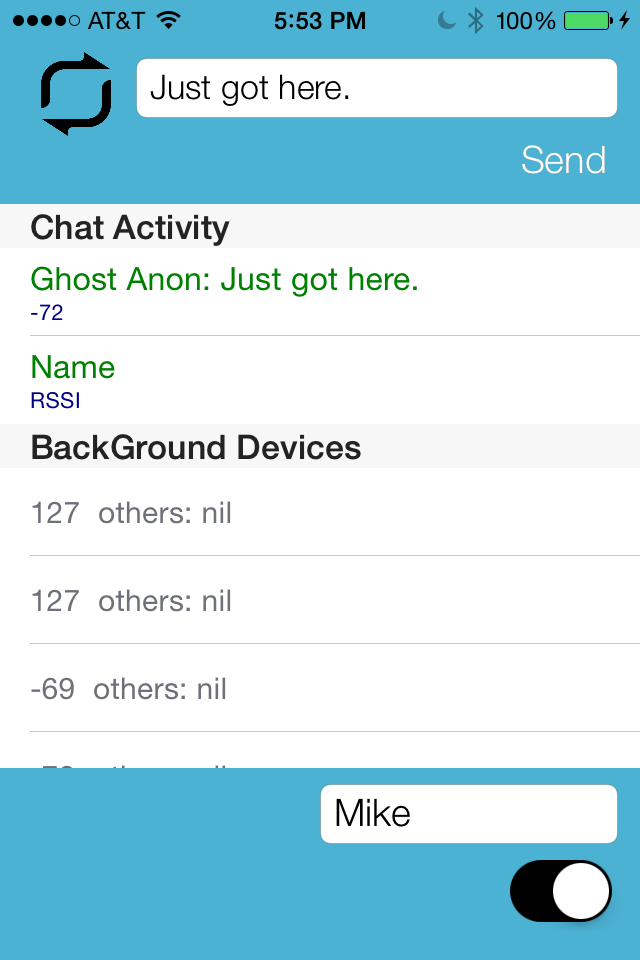 AT&T 5:53 PM 100%
Just got here.
Send
Chat Activity
Ghost Anon: Just got here.
-72
Name
RSSI
BackGround Devices
127 others: nil
127 others: nil
-69 others: nil
Mike